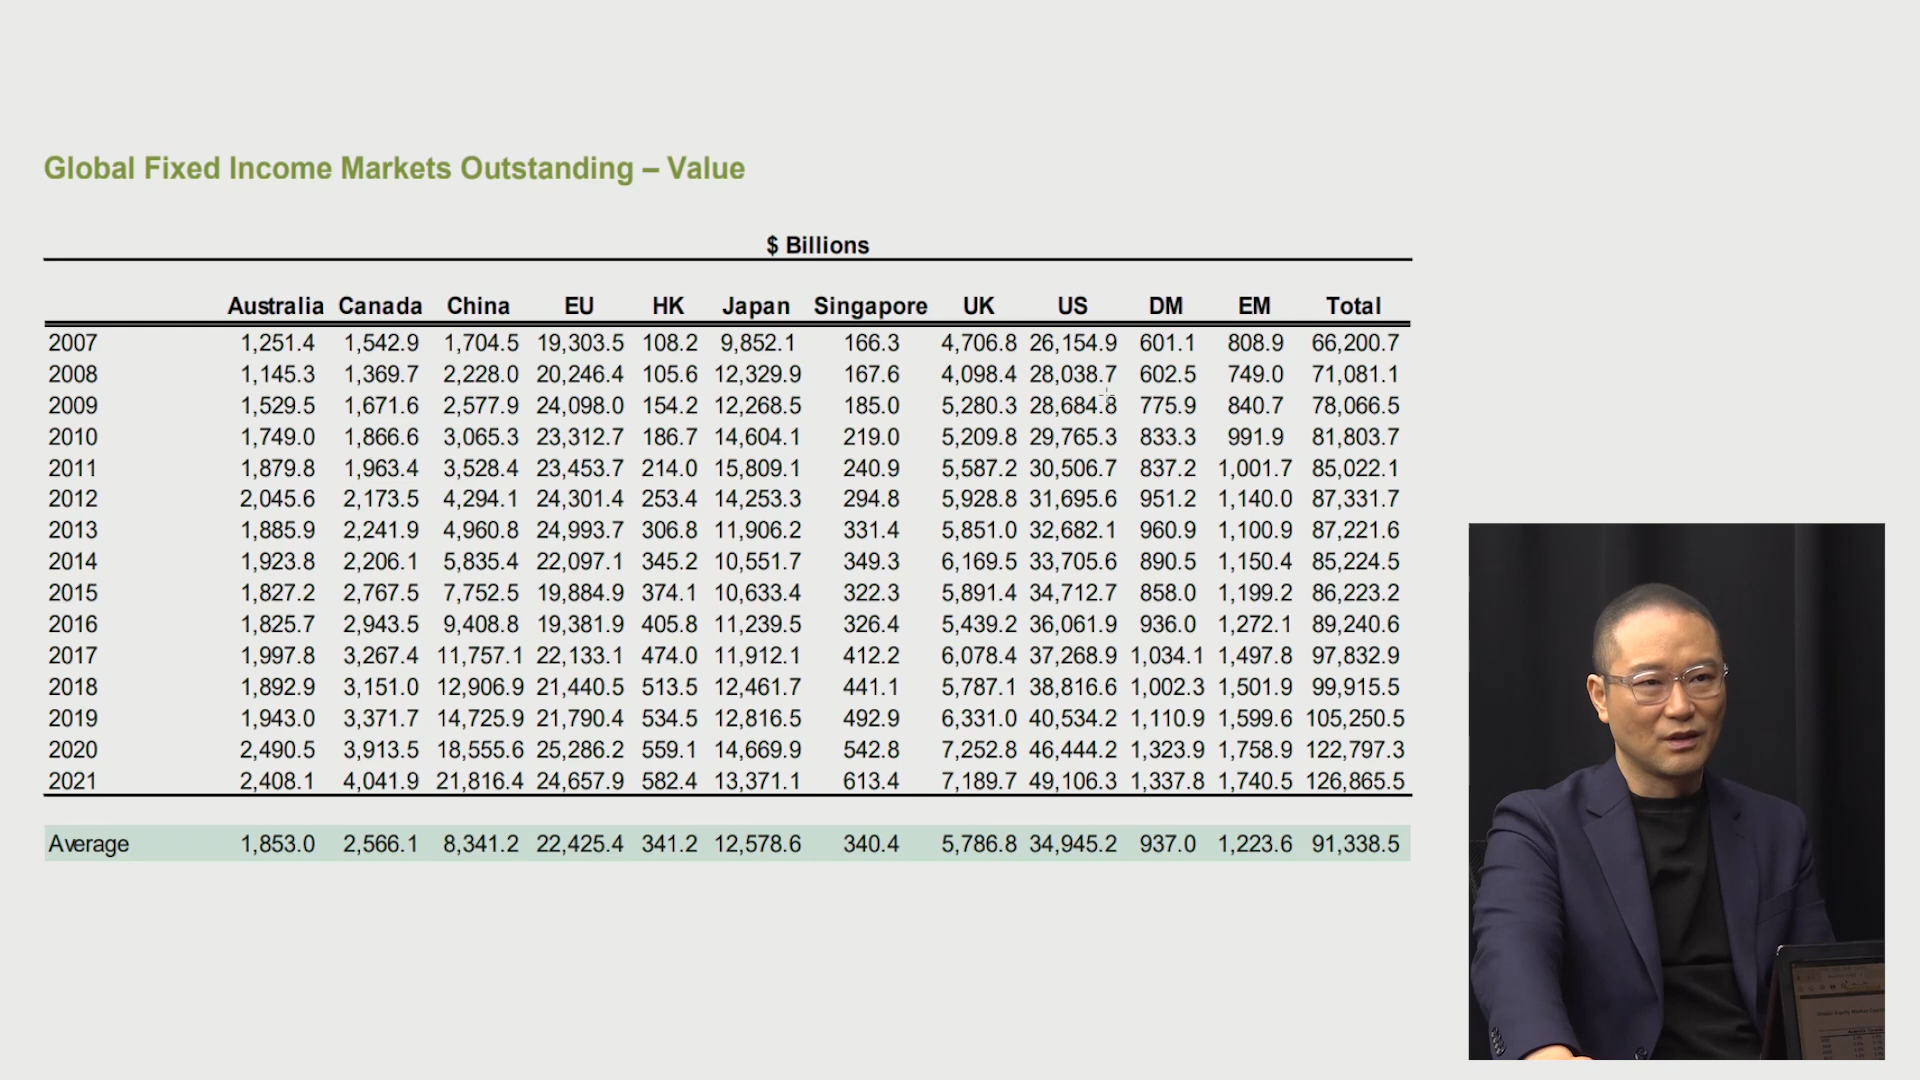 Global Fixed Income Markets Outstanding – Value
$ Billions
Australia Canada China EU HK Japan Singapore UK US DM EM Total
2007 1,251.4 1,542.9 1,704.5 19,303.5 108.2 9,852.1 166.3 4,706.8 26,154.9 601.1 808.9 66,200.7
2008 1,145.3 1,369.7 2,228.0 20,246.4 105.6 12,329.9 167.6 4,098.4 28,038.7 602.5 749.0 71,081.1
2009 1,529.5 1,671.6 2,577.9 24,098.0 154.2 12,268.5 185.0 5,280.3 28,684.8 775.9 840.7 78,066.5
2010 1,749.0 1,866.6 3,065.3 23,312.7 186.7 14,604.1 219.0 5,209.8 29,765.3 833.3 991.9 81,803.7
2011 1,879.8 1,963.4 3,528.4 23,453.7 214.0 15,809.1 240.9 5,587.2 30,506.7 837.2 1,001.7 85,022.1
2012 2,045.6 2,173.5 4,294.1 24,301.4 253.4 14,253.3 294.8 5,928.8 31,695.6 951.2 1,140.0 87,331.7
2013 1,885.9 2,241.9 4,960.8 24,993.7 306.8 11,906.2 331.4 5,851.0 32,682.1 960.9 1,100.9 87,221.6
2014 1,923.8 2,206.1 5,835.4 22,097.1 345.2 10,551.7 349.3 6,169.5 33,705.6 890.5 1,150.4 85,224.5
2015 1,827.2 2,767.5 7,752.5 19,884.9 374.1 10,633.4 322.3 5,891.4 34,712.7 858.0 1,199.2 86,223.2
2016 1,825.7 2,943.5 9,408.8 19,381.9 405.8 11,239.5 326.4 5,439.2 36,061.9 936.0 1,272.1 89,240.6
2017 1,997.8 3,267.4 11,757.1 22,133.1 474.0 11,912.1 412.2 6,078.4 37,268.9 1,034.1 1,497.8 97,832.9
2018 1,892.9 3,151.0 12,906.9 21,440.5 513.5 12,461.7 441.1 5,787.1 38,816.6 1,002.3 1,501.9 99,915.5
2019 1,943.0 3,371.7 14,725.9 21,790.4 534.5 12,816.5 492.9 6,331.0 40,534.2 1,110.9 1,599.6 105,250.5
2020 2,490.5 3,913.5 18,555.6 25,286.2 559.1 14,669.9 542.8 7,252.8 46,444.2 1,323.9 1,758.9 122,797.3
2021 2,408.1 4,041.9 21,816.4 24,657.9 582.4 13,371.1 613.4 7,189.7 49,106.3 1,337.8 1,740.5 126,865.5
Average 1,853.0 2,566.1 8,341.2 22,425.4 341.2 12,578.6 340.4 5,786.8 34,945.2 937.0 1,223.6 91,338.5